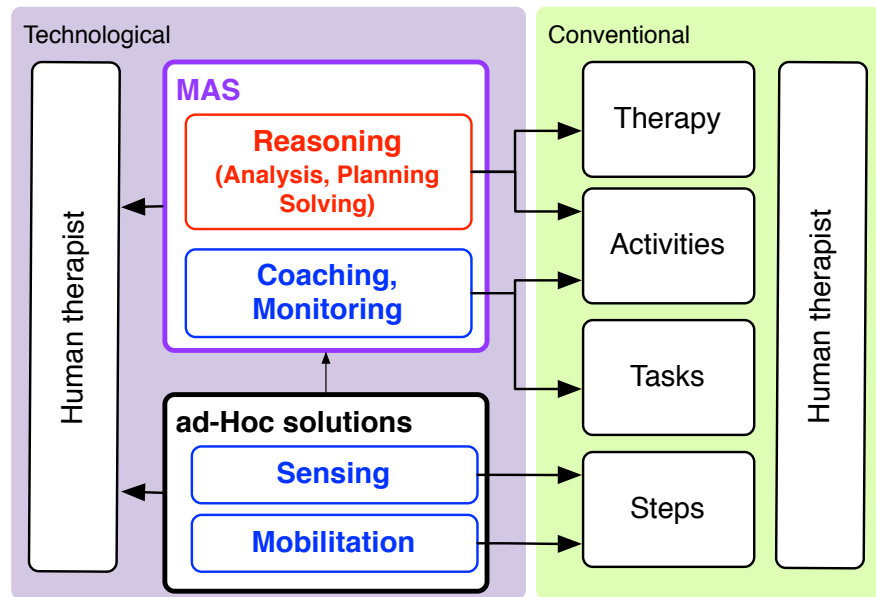 Technological
Human therapist
MAS
Reasoning
(Analysis, Planning
Solving)
Coaching,
Monitoring
ad-Hoc solutions
Sensing
Mobilitation
Conventional
Therapy
Activities
Tasks
Steps
Human therapist